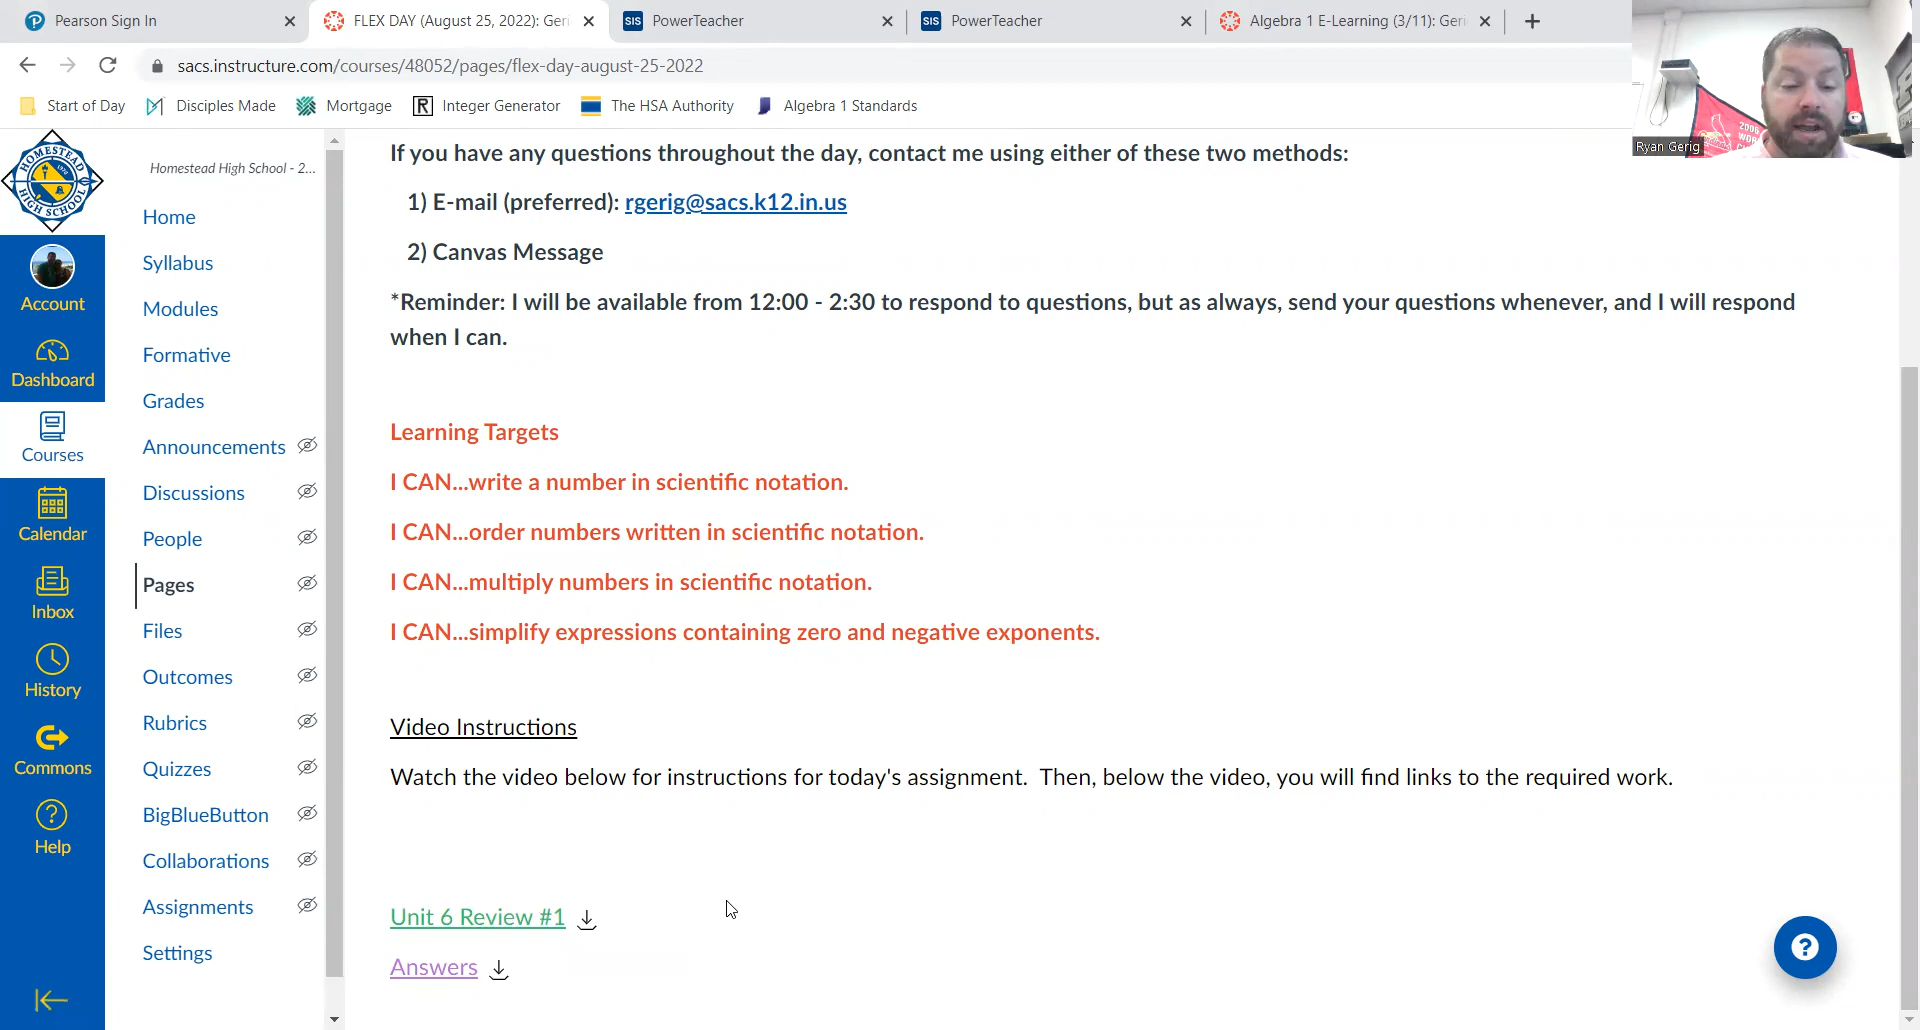 Pearson Sign In
FLEX DAY (August 25, 2022): Geri
PowerTeacher
PowerTeacher
Algebra 1 E-Learning (3/11): Geri
sacs.instructure.com/courses/48052/pages/flex-day-august-25-2022
Start of Day
Disciples Made
Mortgage
Integer Generator
The HSA Authority
Algebra 1 Standards
Ryan Gerig
HOMESTEAD
HIGH SCHOOL
Account
Dashboard
Courses
Calendar
Inbox
History
Commons
Help
Homestead High School - 2...
Home
Syllabus
Modules
Formative
Grades
Announcements
Discussions
People
Pages
Files
Outcomes
Rubrics
Quizzes
BigBlueButton
Collaborations
Assignments
Settings
If you have any questions throughout the day, contact me using either of these two methods:
1) E-mail (preferred): rgerig@sacs.k12.in.us
2) Canvas Message
*Reminder: I will be available from 12:00 - 2:30 to respond to questions, but as always, send your questions whenever, and I will respond
when I can.
Learning Targets
I CAN...write a number in scientific notation.
I CAN...order numbers written in scientific notation.
I CAN...multiply numbers in scientific notation.
I CAN...simplify expressions containing zero and negative exponents.
Video Instructions
Watch the video below for instructions for today's assignment.  Then, below the video, you will find links to the required work.
Unit 6 Review #1
Answers